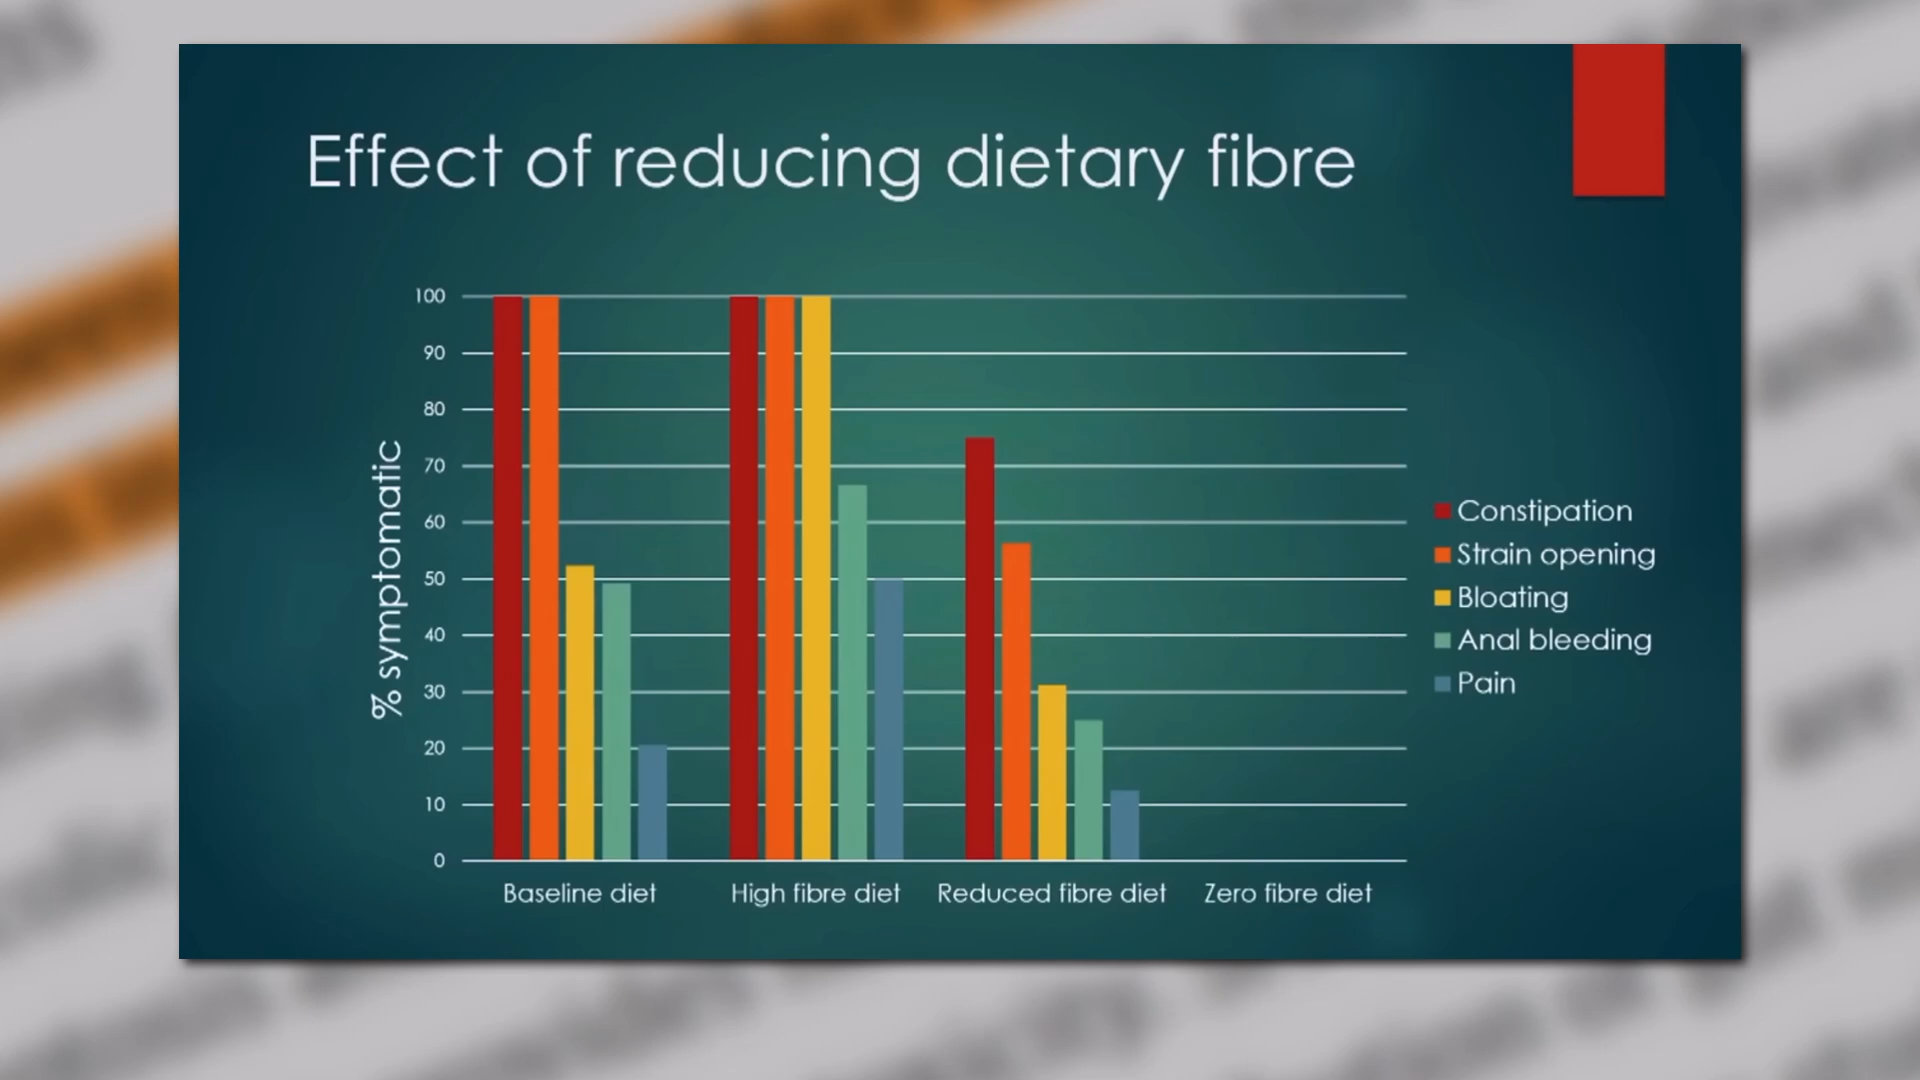 Effect of reducing dietary fibre
% symptomatic
100
90
80
70
60
50
40
30
20
10
0
Baseline diet
High fibre diet
Reduced fibre diet
Zero fibre diet
Constipation
Strain opening
Bloating
Anal bleeding
Pain